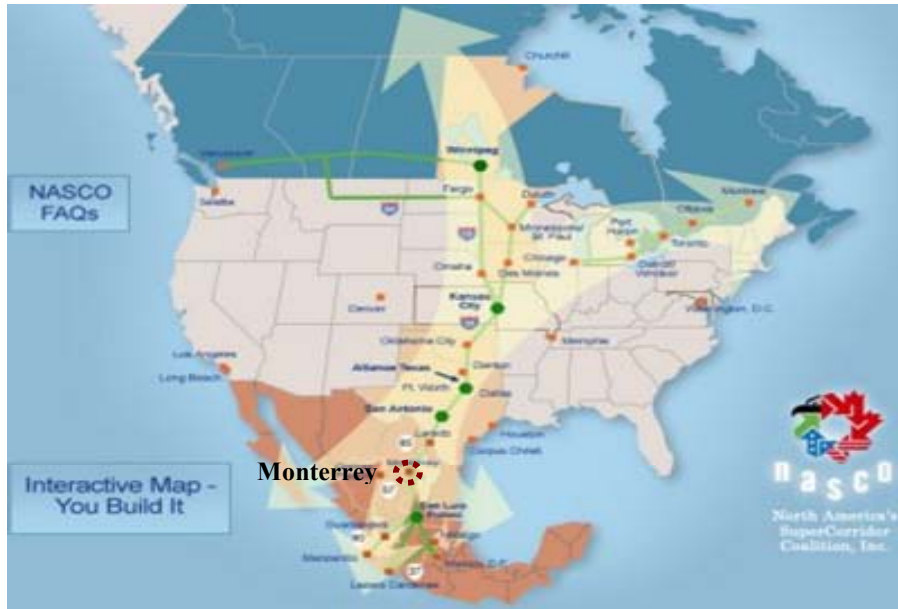 Churchill
Vancouver
Winnipeg
NASCO
FAQs
Seattle
Fargo
Duluth
Montreal
Ottawa
Minneapolis/
St. Paul
Port
Huron
Toronto
Omaha
Des Moines
Chicago
Detroit/
Windsor
Kansas
City
Denver
Washington, D.C.
Oklahoma City
Memphis
Los Angeles
Long Beach
Alliance Texas
Denton
Ft. Worth
Dallas
San Antonio
Laredo
Houston
Corpus Christi
Monterrey
Interactive Map -
You Build It
San Luis
Potosi
Manzanillo
Hidalgo
Mexico D.F.
Lazaro Cardenas
nasco
North America's
SuperCorridor
Coalition, Inc.